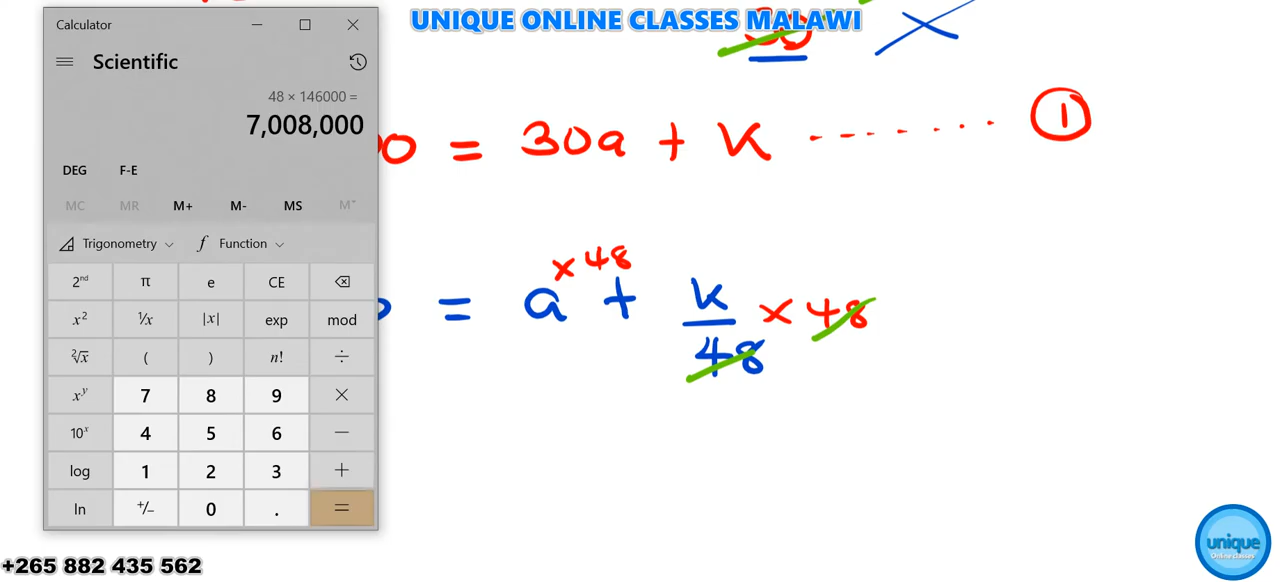 UNIQUE ONLINE CLASSES MALAWI
Calculator
Scientific
48 × 146000 =
7,008,000
DEG F-E
MC MR M+ M- MS M˅
Trigonometry Function
2nd π e CE
x² ¹/x |x| exp mod
²√x ( ) n! ÷
xʸ 7 8 9 ×
10ˣ 4 5 6 −
log 1 2 3 +
ln +/− 0 . =
0 = 30a + K ........ ①
= a × 48 + K/48 × 48
unique
Online classes
+265 882 435 562